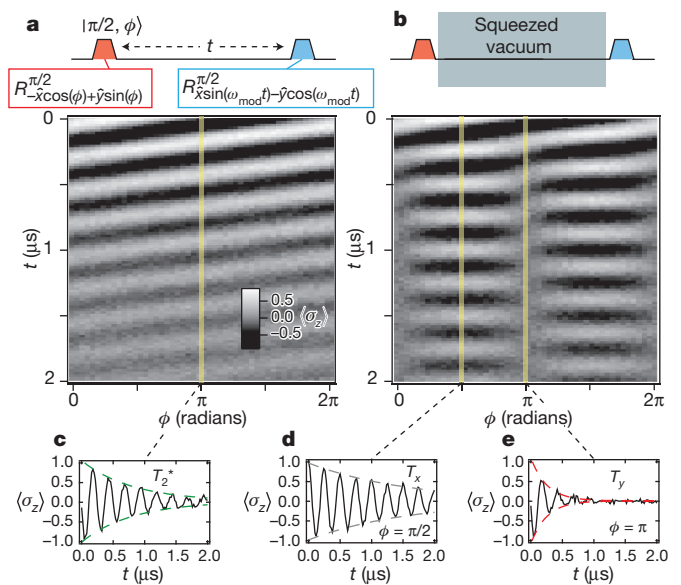 a
b
|π/2, ϕ⟩
t
Squeezed
vacuum
R^{π/2}_{−x̂cos(ϕ)+ŷsin(ϕ)}
R^{π/2}_{x̂sin(ω_{mod}t)−ŷcos(ω_{mod}t)}
0
1
2
t (μs)
0.5
0.0
−0.5
⟨σ_z⟩
0
π
2π
ϕ (radians)
0
1
2
t (μs)
0
π
2π
ϕ (radians)
c
1.0
0.5
0.0
−0.5
−1.0
⟨σ_z⟩
T_2^*
0.0 0.5 1.0 1.5 2.0
t (μs)
d
1.0
0.5
0.0
−0.5
−1.0
T_x
ϕ = π/2
0.0 0.5 1.0 1.5 2.0
t (μs)
e
⟨σ_z⟩
1.0
0.5
0.0
−0.5
−1.0
T_y
ϕ = π
0.0 0.5 1.0 1.5 2.0
t (μs)